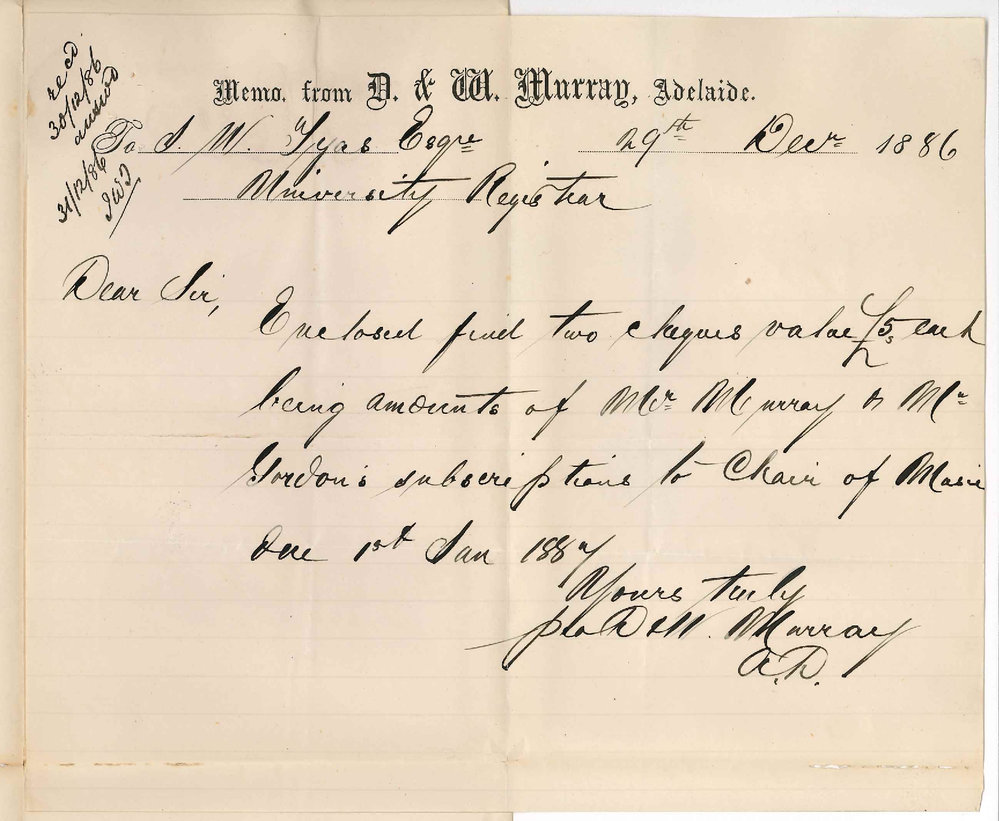 recd
30/12/86
answd
31/12/86
JWT
Memo. from D. & W. Murray, Adelaide.
To J. W. Tyas Esqre 29th Decr 1886
University Registrar
Dear Sir,
Enclosed find two cheques value £5 each
being amounts of Mr Murray & Mr
Gordon's subscriptions to Chair of Music
due 1st Jan 1887
Yours truly
pro D & W. Murray